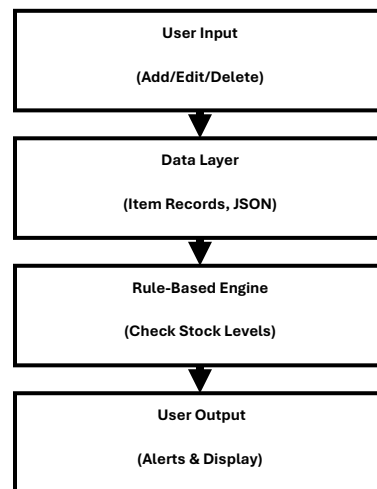 User Input
(Add/Edit/Delete)
Data Layer
(Item Records, JSON)
Rule-Based Engine
(Check Stock Levels)
User Output
(Alerts & Display)